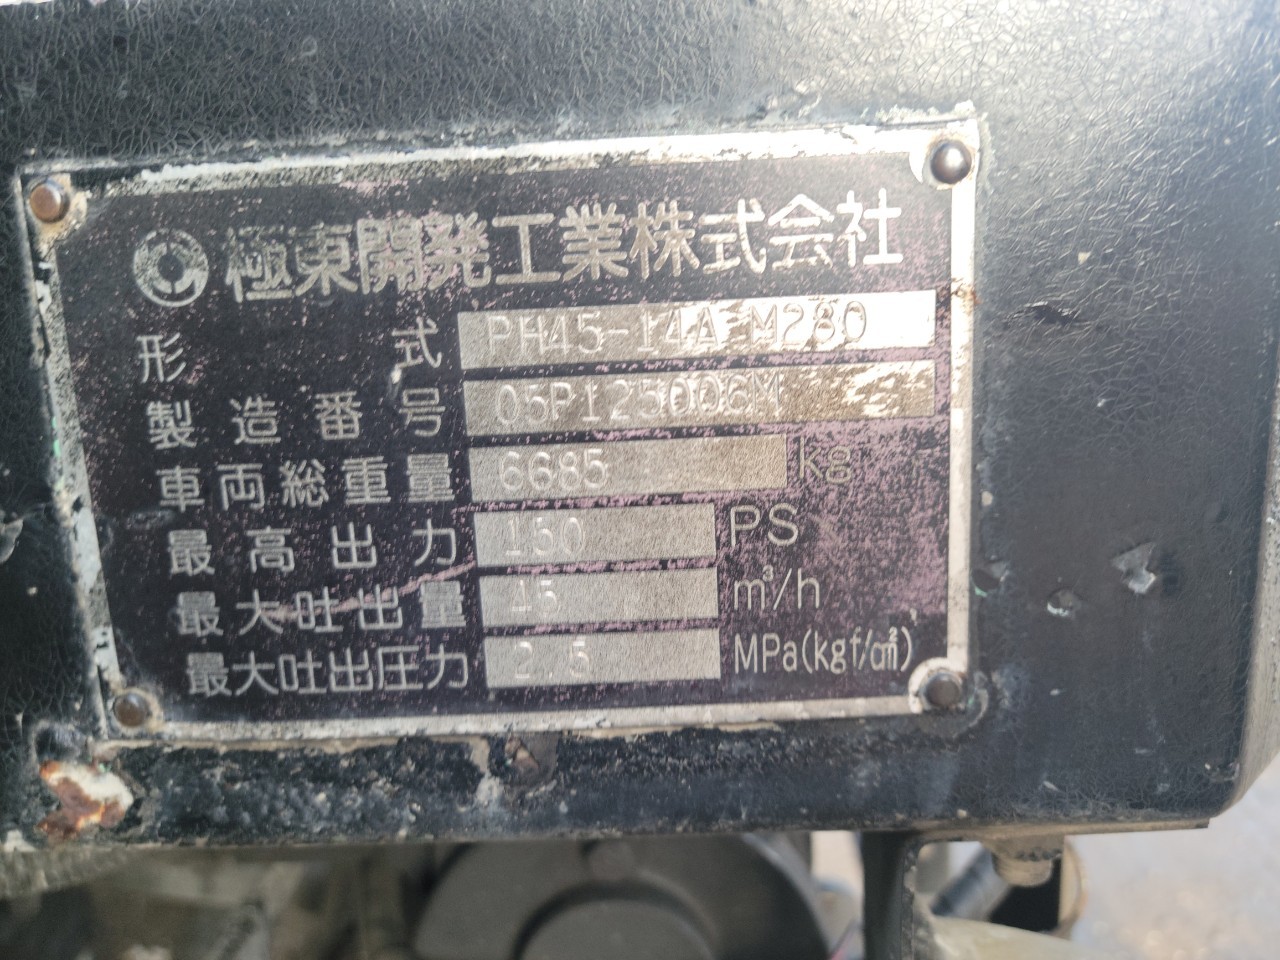 極東開発工業株式会社
形式 PH45-14A M280
製造番号 05P125006M
車両総重量 6685 kg
最高出力 150 PS
最大吐出量 45 m³/h
最大吐出圧力 2.5 MPa(kgf/c㎡)